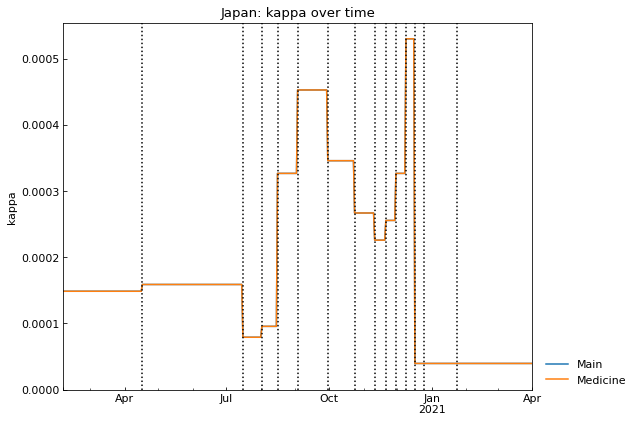 Japan: kappa over time
kappa
0.0005
0.0004
0.0003
0.0002
0.0001
0.0000
Apr
Jul
Oct
Jan
2021
Apr
Main
Medicine